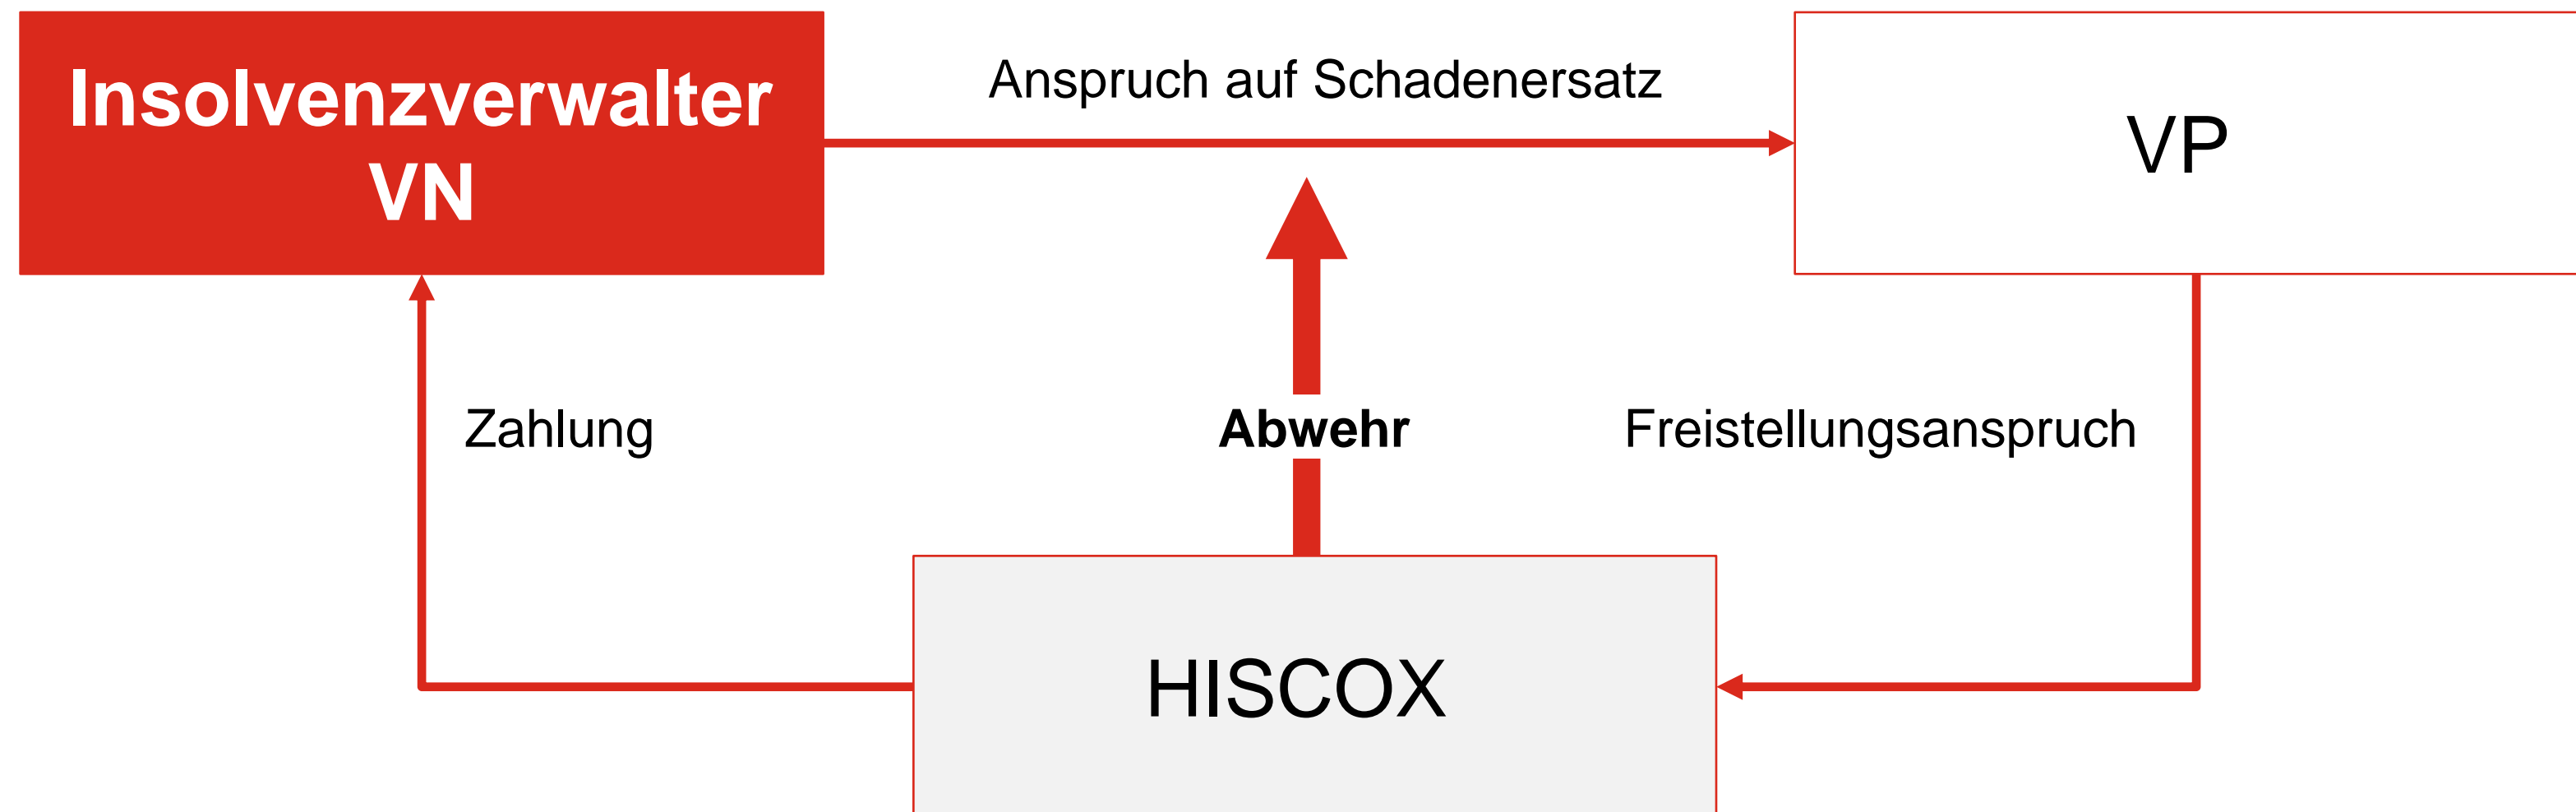 Insolvenzverwalter
VN
Anspruch auf Schadenersatz
VP
Zahlung
Abwehr
Freistellungsanspruch
HISCOX